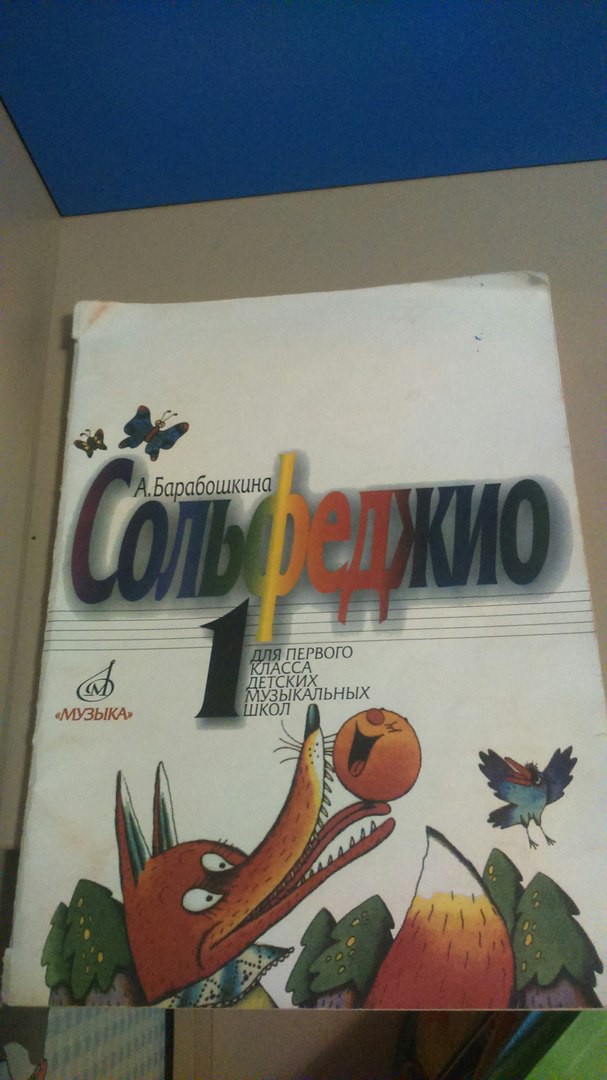 А.Барабошкина
Сольфеджио
1
ДЛЯ ПЕРВОГО
КЛАССА
ДЕТСКИХ
МУЗЫКАЛЬНЫХ
ШКОЛ
М
«МУЗЫКА»